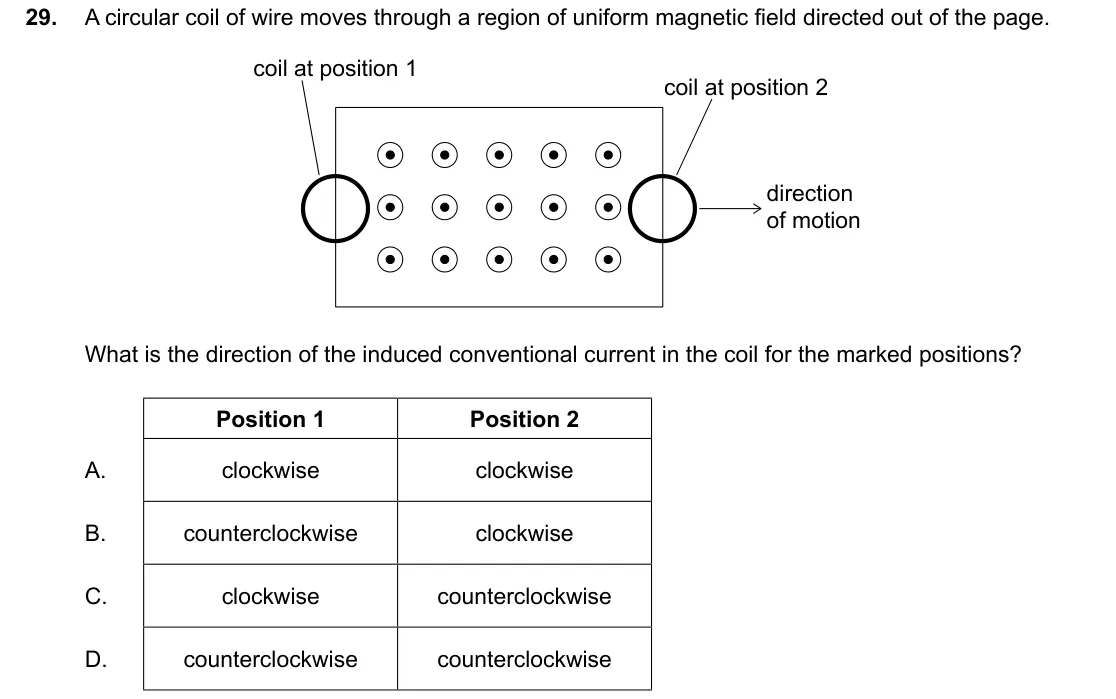 29. A circular coil of wire moves through a region of uniform magnetic field directed out of the page.
coil at position 1
coil at position 2
direction
of motion
What is the direction of the induced conventional current in the coil for the marked positions?
Position 1 Position 2
A. clockwise clockwise
B. counterclockwise clockwise
C. clockwise counterclockwise
D. counterclockwise counterclockwise